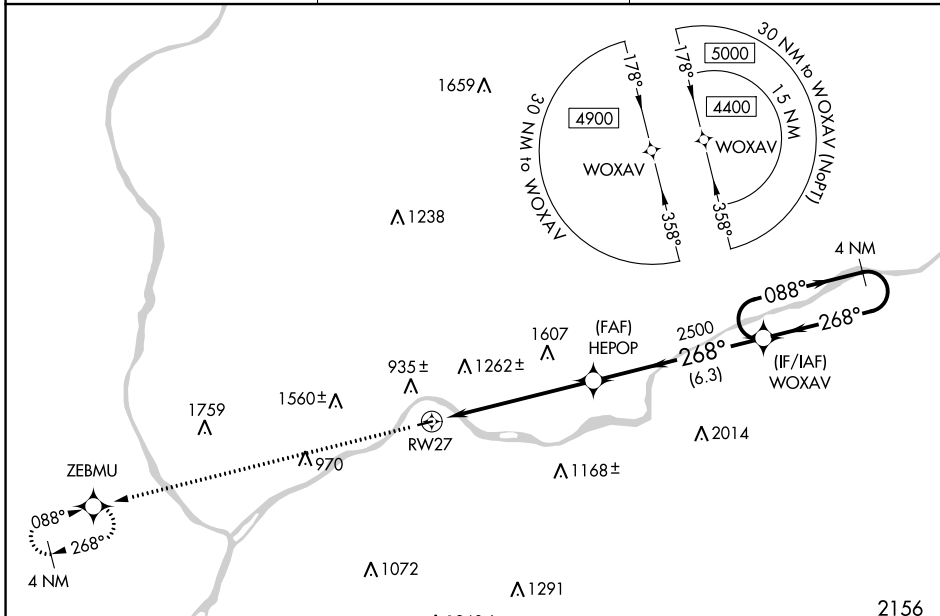 1659
30 NM to WOXAV
4900
178°
WOXAV
358°
178°
5000
30 NM to WOXAV (NoPT)
4400
15 NM
WOXAV
358°
1238
4 NM
088°
268°
(IF/IAF)
WOXAV
2500
268°
(6.3)
(FAF)
HEPOP
1607
1262±
935±
1560±
1759
970
RW27
2014
1168±
ZEBMU
088°
268°
4 NM
1072
1291
2156